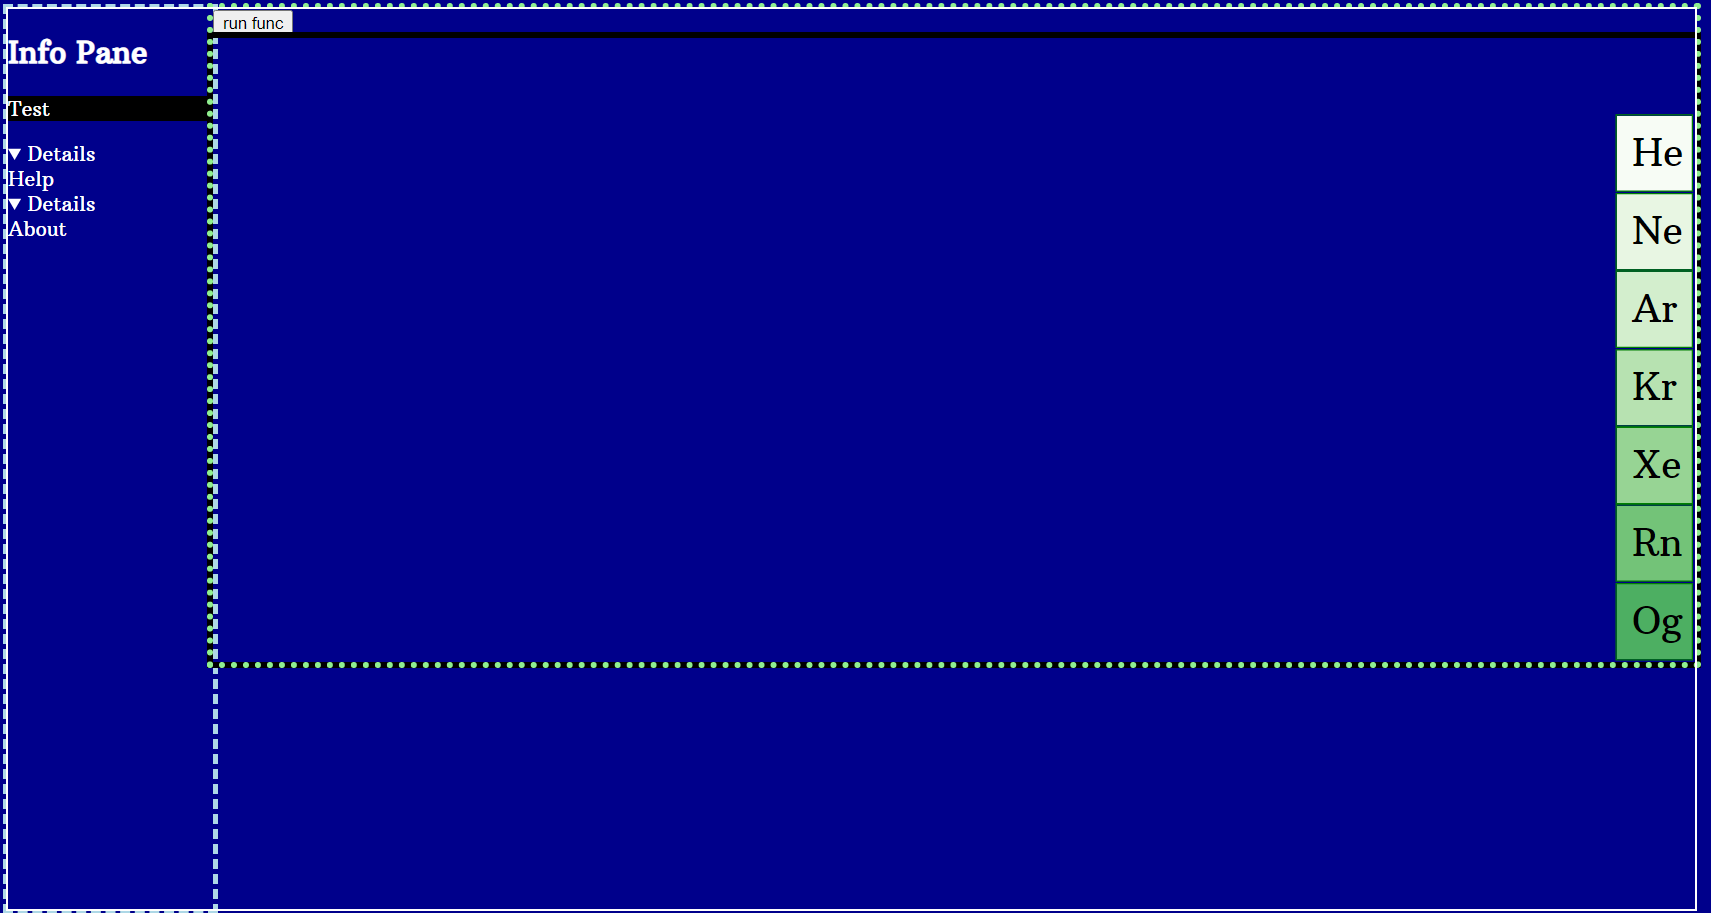 run func
Info Pane
Test
Details
Help
Details
About
He
Ne
Ar
Kr
Xe
Rn
Og